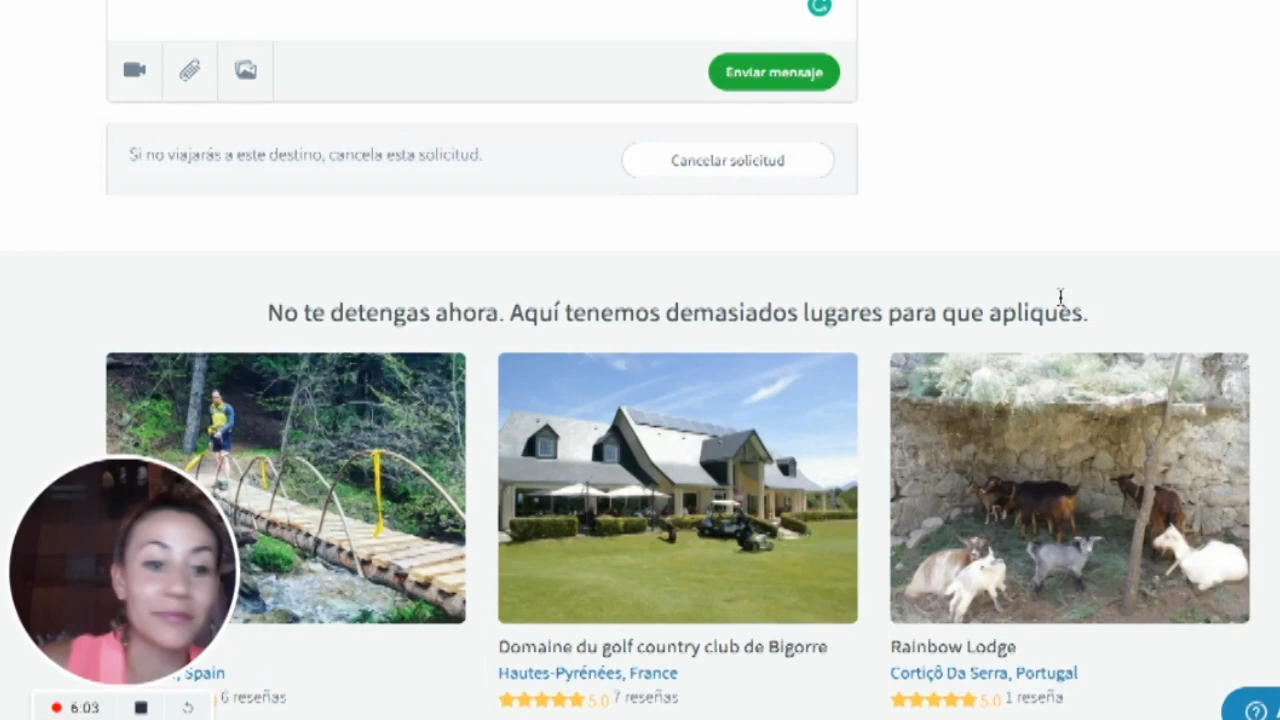 Enviar mensaje
Si no viajarás a este destino, cancela esta solicitud.
Cancelar solicitud
No te detengas ahora. Aquí tenemos demasiados lugares para que apliques.
Domaine du golf country club de Bigorre
Rainbow Lodge
, Spain
Hautes-Pyrénées, France
Cortiçô Da Serra, Portugal
6 reseñas
5.0 7 reseñas
5.0 1 reseña
6:03